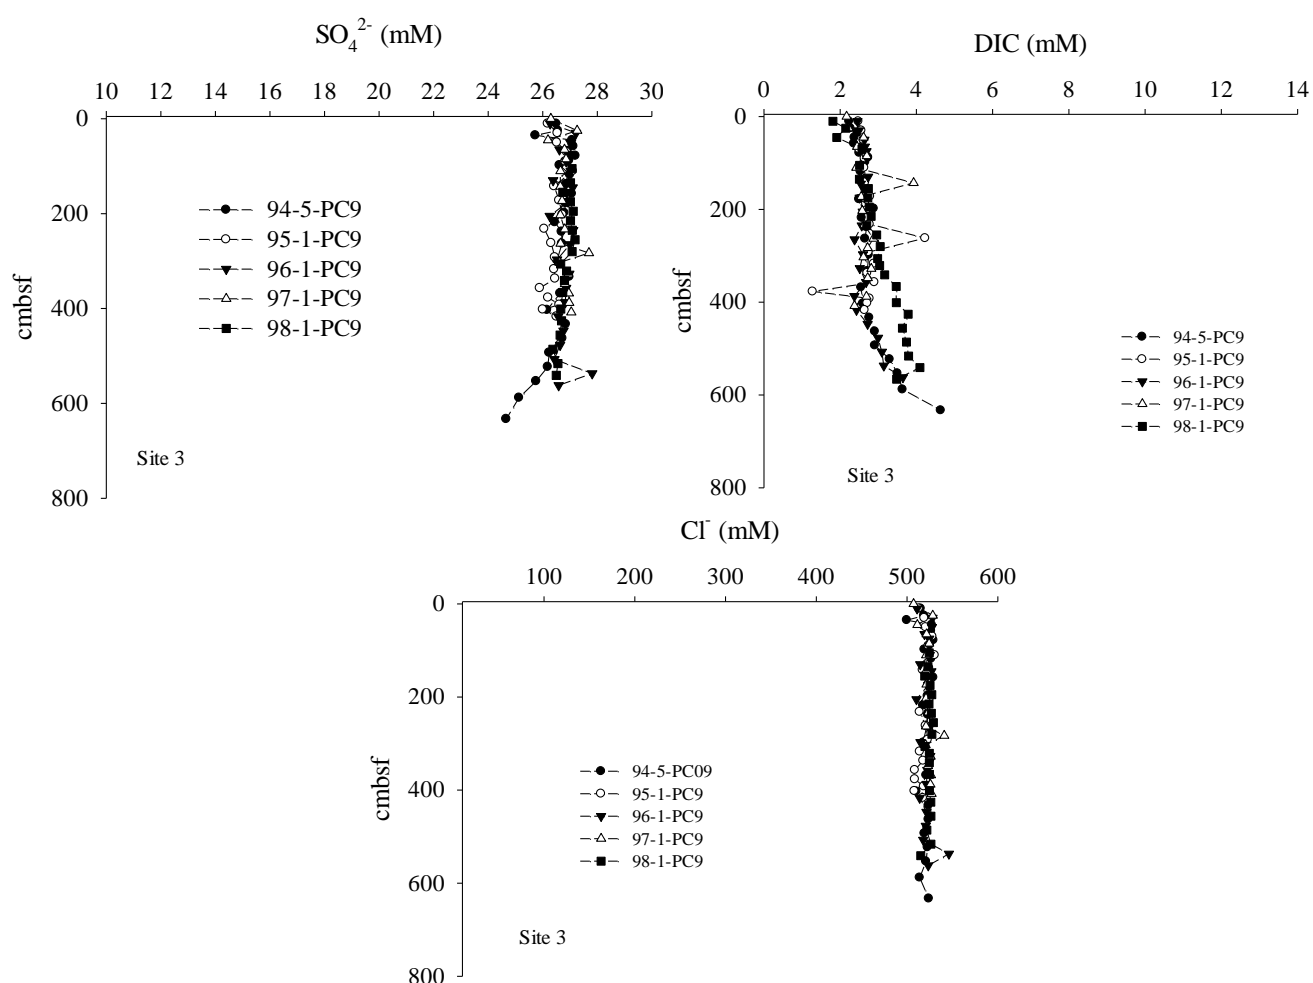 SO₄²⁻ (mM)
10 12 14 16 18 20 22 24 26 28 30
0
200
400
600
800
cmbsf
94-5-PC9
95-1-PC9
96-1-PC9
97-1-PC9
98-1-PC9
Site 3
DIC (mM)
0 2 4 6 8 10 12 14
0
200
400
600
800
cmbsf
94-5-PC9
95-1-PC9
96-1-PC9
97-1-PC9
98-1-PC9
Site 3
Cl⁻ (mM)
100 200 300 400 500 600
0
200
400
600
800
cmbsf
94-5-PC09
95-1-PC9
96-1-PC9
97-1-PC9
98-1-PC9
Site 3